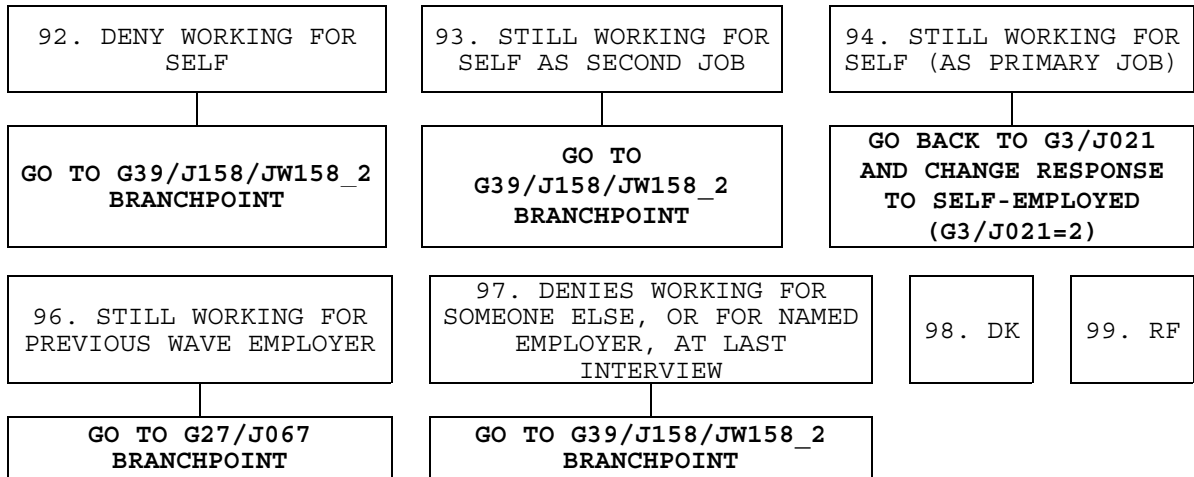 92. DENY WORKING FOR
SELF
93. STILL WORKING FOR
SELF AS SECOND JOB
94. STILL WORKING FOR
SELF (AS PRIMARY JOB)
GO TO G39/J158/JW158_2
BRANCHPOINT
GO TO
G39/J158/JW158_2
BRANCHPOINT
GO BACK TO G3/J021
AND CHANGE RESPONSE
TO SELF-EMPLOYED
(G3/J021=2)
96. STILL WORKING FOR
PREVIOUS WAVE EMPLOYER
97. DENIES WORKING FOR
SOMEONE ELSE, OR FOR NAMED
EMPLOYER, AT LAST
INTERVIEW
98. DK
99. RF
GO TO G27/J067
BRANCHPOINT
GO TO G39/J158/JW158_2
BRANCHPOINT